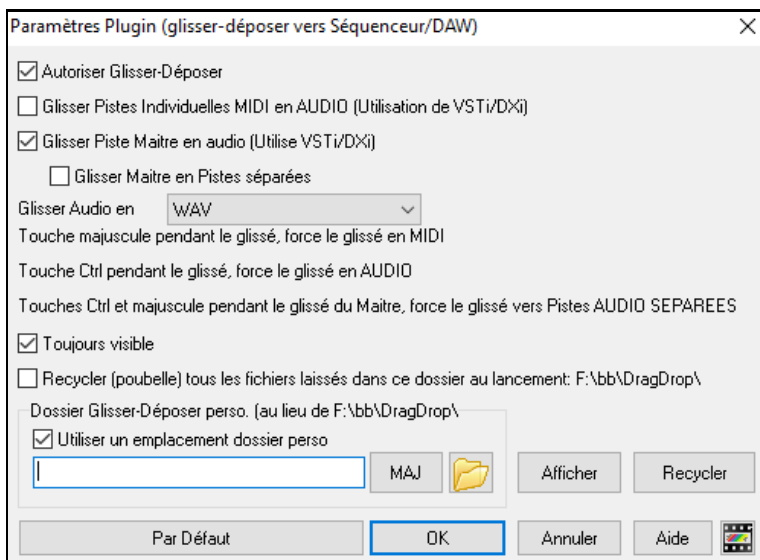 Paramètres Plugin (glisser-déposer vers Séquenceur/DAW)
Autoriser Glisser-Déposer
Glisser Pistes Individuelles MIDI en AUDIO (Utilisation de VSTi/DXi)
Glisser Piste Maitre en audio (Utilise VSTi/DXi)
Glisser Maitre en Pistes séparées
Glisser Audio en WAV
Touche majuscule pendant le glissé, force le glissé en MIDI
Touche Ctrl pendant le glissé, force le glissé en AUDIO
Touches Ctrl et majuscule pendant le glissé du Maitre, force le glissé vers Pistes AUDIO SEPAREES
Toujours visible
Recycler (poubelle) tous les fichiers laissés dans ce dossier au lancement: F:\bb\DragDrop\
Dossier Glisser-Déposer perso. (au lieu de F:\bb\DragDrop\
Utiliser un emplacement dossier perso
MAJ Afficher Recycler
Par Défaut OK Annuler Aide